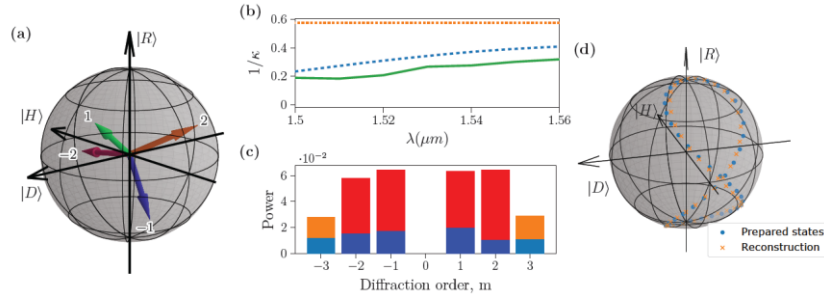 (a)
|R⟩
|H⟩
|D⟩
1
2
−2
−1
(b)
0.6
0.4
0.2
0
1/κ
1.5
1.52
1.54
1.56
λ(μm)
(c)
·10⁻²
6
4
2
0
Power
−3
−2
−1
0
1
2
3
Diffraction order, m
(d)
|R⟩
|H⟩
|D⟩
Prepared states
Reconstruction